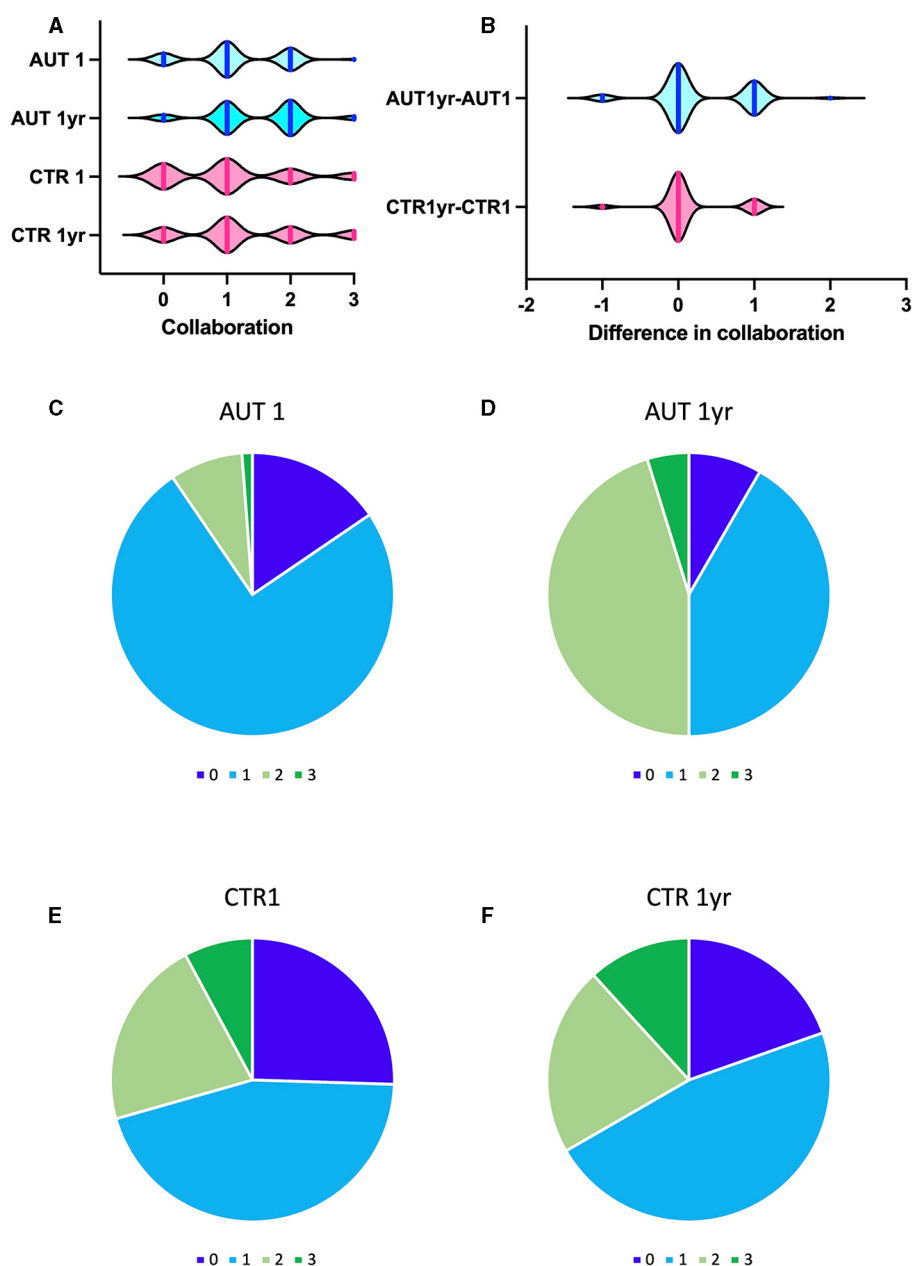 A
AUT 1
AUT 1yr
CTR 1
CTR 1yr
0 1 2 3
Collaboration
B
AUT1yr-AUT1
CTR1yr-CTR1
-2 -1 0 1 2 3
Difference in collaboration
C
AUT 1
0 1 2 3
D
AUT 1yr
0 1 2 3
E
CTR1
0 1 2 3
F
CTR 1yr
0 1 2 3